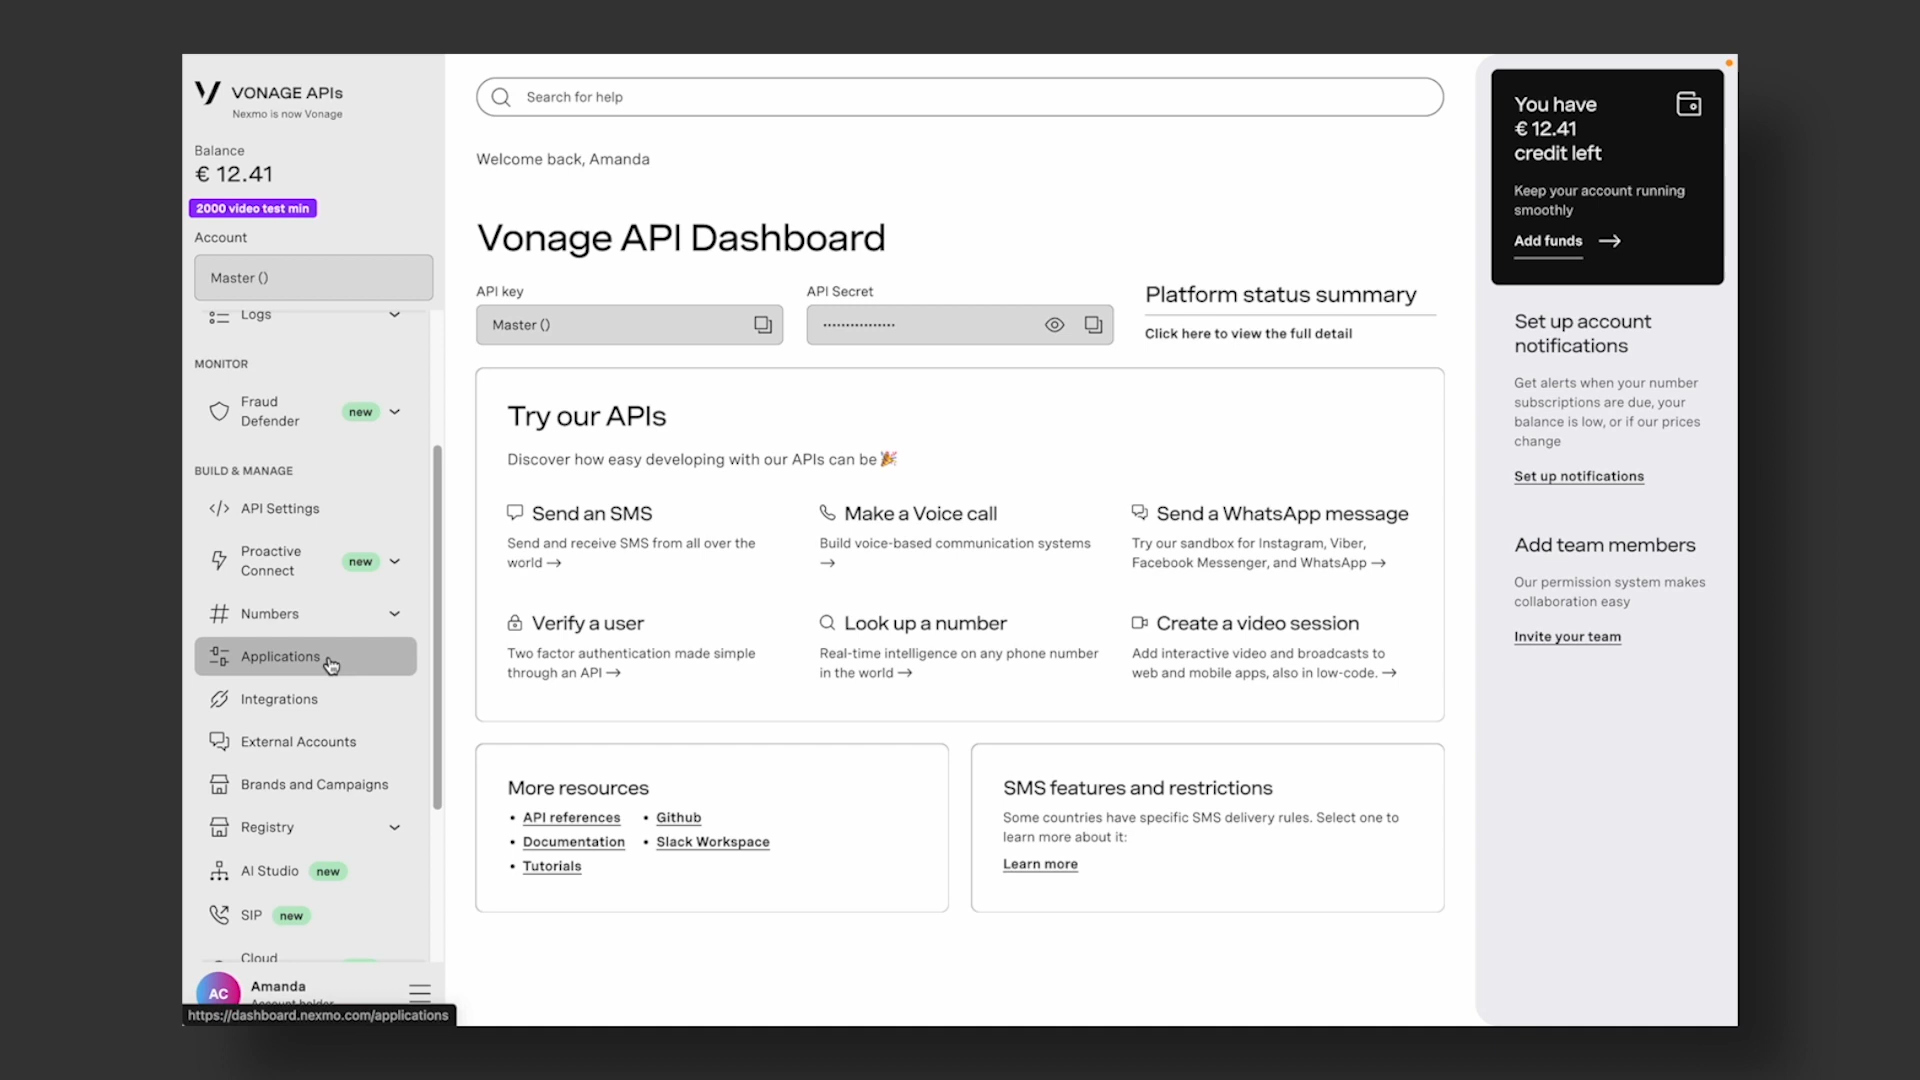 VONAGE APIs
Nexmo is now Vonage
Balance
€ 12.41
2000 video test min
Account
Master ()
Logs
MONITOR
Fraud
Defender
new
BUILD & MANAGE
API Settings
Proactive
Connect
new
Numbers
Applications
Integrations
External Accounts
Brands and Campaigns
Registry
AI Studio new
SIP new
Cloud
AC
Amanda
Account holder
https://dashboard.nexmo.com/applications
Search for help
Welcome back, Amanda
Vonage API Dashboard
API key
Master ()
API Secret
••••••••••••••••
Platform status summary
Click here to view the full detail
Try our APIs
Discover how easy developing with our APIs can be 🎉
Send an SMS
Send and receive SMS from all over the
world →
Make a Voice call
Build voice-based communication systems
→
Send a WhatsApp message
Try our sandbox for Instagram, Viber,
Facebook Messenger, and WhatsApp →
Verify a user
Two factor authentication made simple
through an API →
Look up a number
Real-time intelligence on any phone number
in the world →
Create a video session
Add interactive video and broadcasts to
web and mobile apps, also in low-code. →
More resources
• API references
• Documentation
• Tutorials
• Github
• Slack Workspace
SMS features and restrictions
Some countries have specific SMS delivery rules. Select one to
learn more about it:
Learn more
You have
€ 12.41
credit left
Keep your account running
smoothly
Add funds →
Set up account
notifications
Get alerts when your number
subscriptions are due, your
balance is low, or if our prices
change
Set up notifications
Add team members
Our permission system makes
collaboration easy
Invite your team